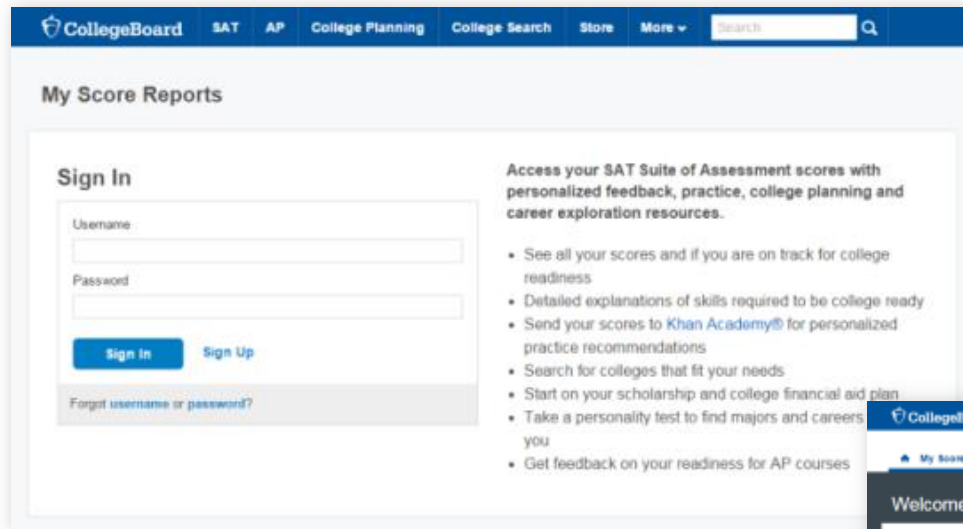 CollegeBoard SAT AP College Planning College Search Store More Search
My Score Reports
Sign In
Username
Password
Sign In Sign Up
Forgot username or password?
Access your SAT Suite of Assessment scores with
personalized feedback, practice, college planning and
career exploration resources.
• See all your scores and if you are on track for college
readiness
• Detailed explanations of skills required to be college ready
• Send your scores to Khan Academy® for personalized
practice recommendations
• Search for colleges that fit your needs
• Start on your scholarship and college financial aid plan
• Take a personality test to find majors and careers
you
• Get feedback on your readiness for AP courses
My
Welcome